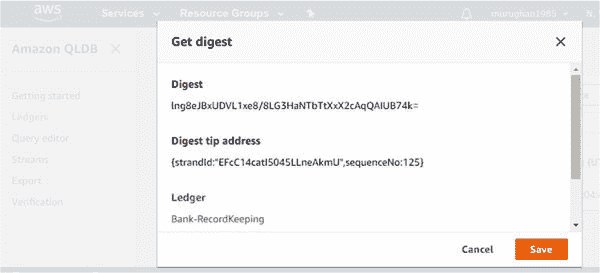 aws
Services
Resource Groups
murughan1985
N.
Amazon QLDB
Getting started
Ledgers
Query editor
Streams
Export
Verification
Get digest
Digest
lng8eJBxUDVL1xe8/8LG3HaNTbTtXxX2cAqQAIUB74k=
Digest tip address
{strandId:"EFcC14catI5045LLneAkmU",sequenceNo:125}
Ledger
Bank-RecordKeeping
Cancel
Save